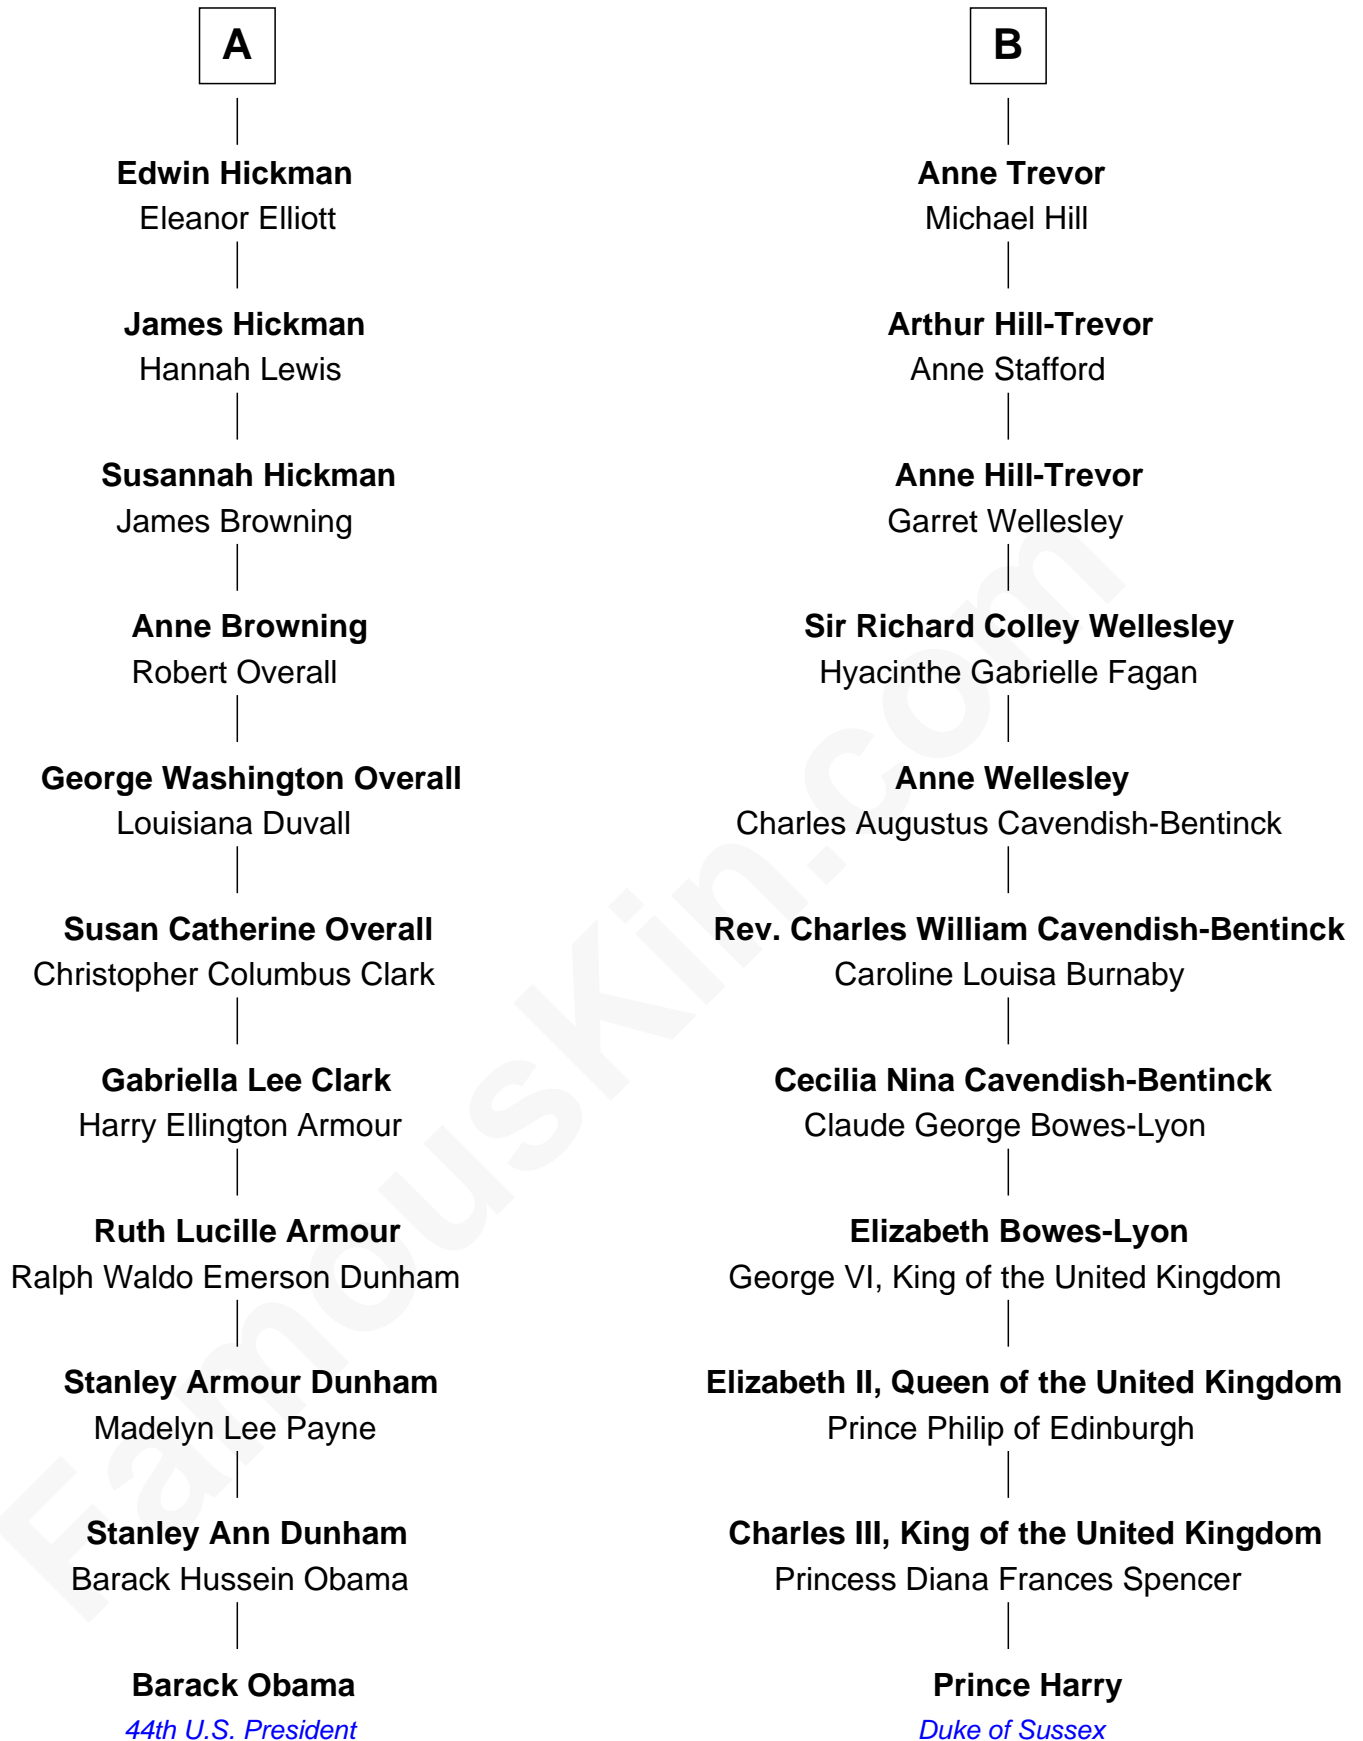 A
Edwin Hickman
Eleanor Elliott
James Hickman
Hannah Lewis
Susannah Hickman
James Browning
Anne Browning
Robert Overall
George Washington Overall
Louisiana Duvall
Susan Catherine Overall
Christopher Columbus Clark
Gabriella Lee Clark
Harry Ellington Armour
Ruth Lucille Armour
Ralph Waldo Emerson Dunham
Stanley Armour Dunham
Madelyn Lee Payne
Stanley Ann Dunham
Barack Hussein Obama
Barack Obama
44th U.S. President
B
Anne Trevor
Michael Hill
Arthur Hill-Trevor
Anne Stafford
Anne Hill-Trevor
Garret Wellesley
Sir Richard Colley Wellesley
Hyacinthe Gabrielle Fagan
Anne Wellesley
Charles Augustus Cavendish-Bentinck
Rev. Charles William Cavendish-Bentinck
Caroline Louisa Burnaby
Cecilia Nina Cavendish-Bentinck
Claude George Bowes-Lyon
Elizabeth Bowes-Lyon
George VI, King of the United Kingdom
Elizabeth II, Queen of the United Kingdom
Prince Philip of Edinburgh
Charles III, King of the United Kingdom
Princess Diana Frances Spencer
Prince Harry
Duke of Sussex
FamousKin.com